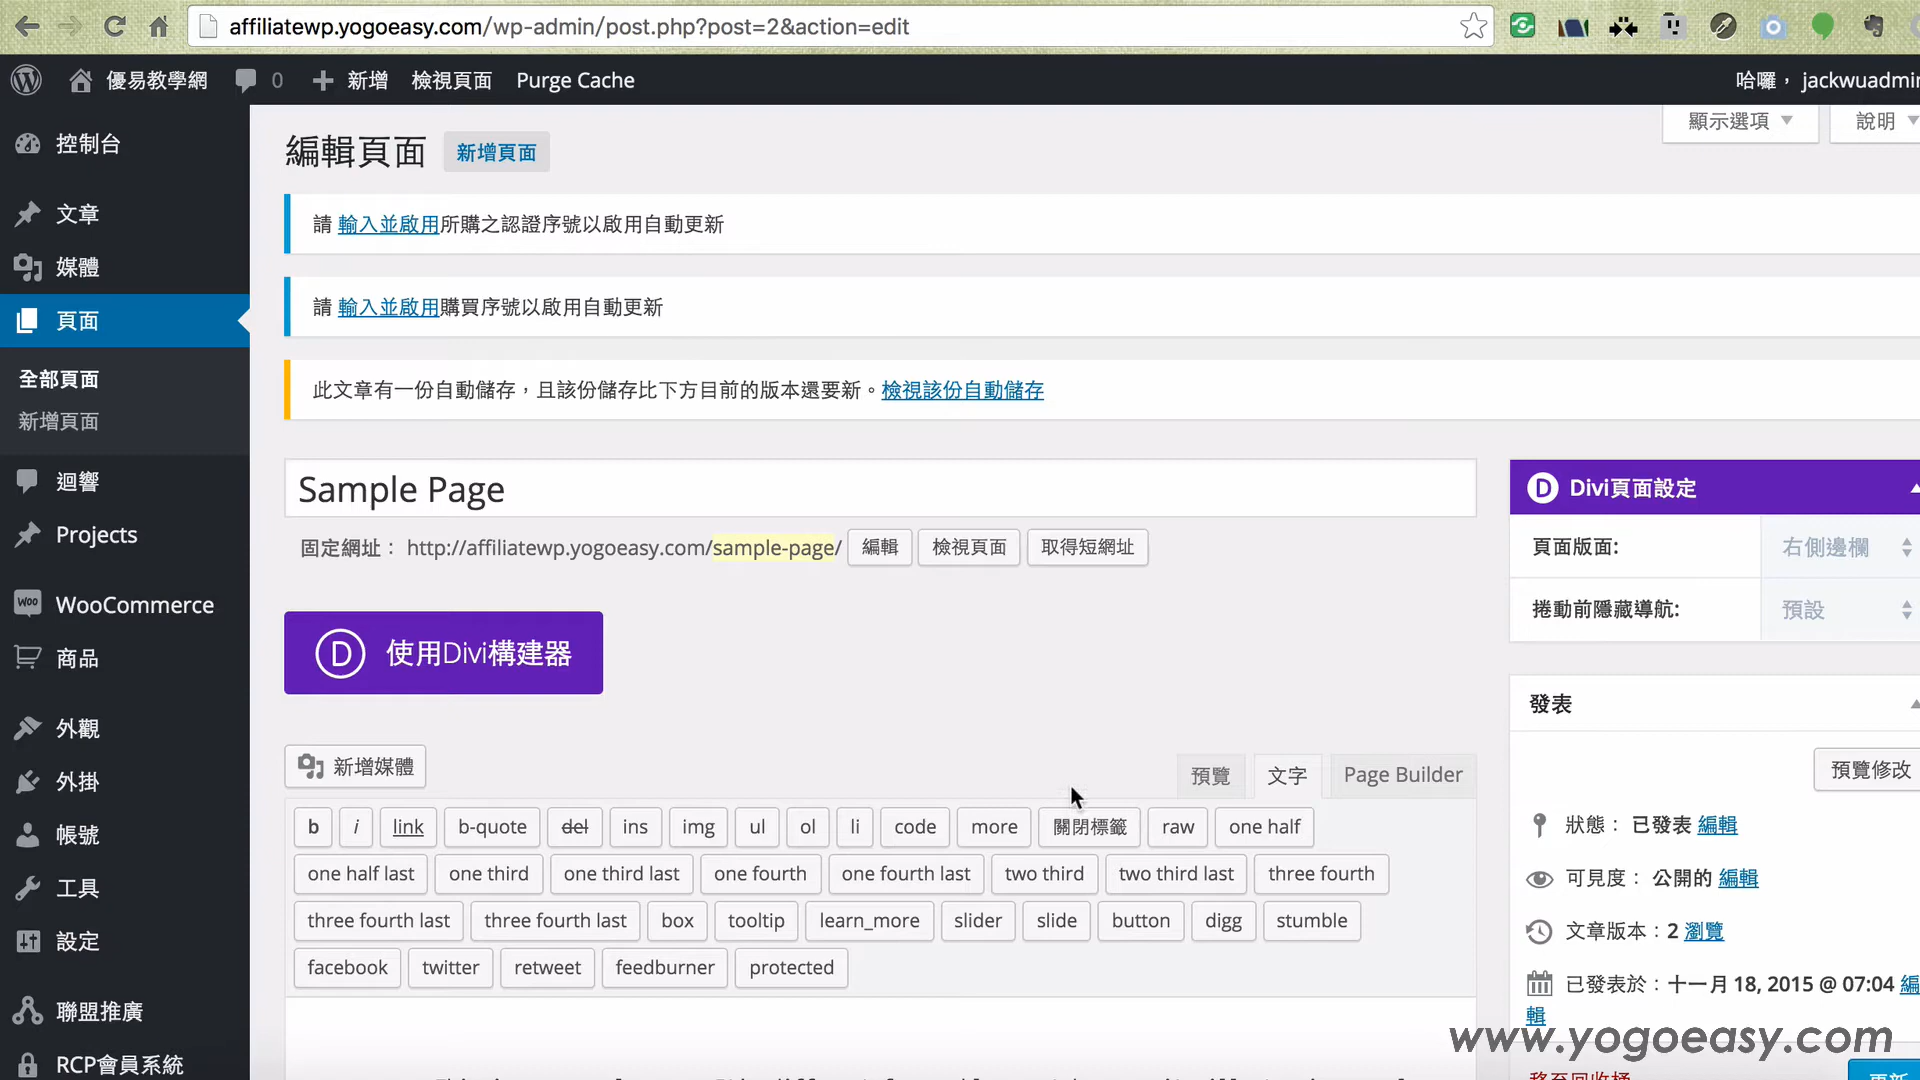 affiliatewp.yogoeasy.com/wp-admin/post.php?post=2&action=edit
優易教學網 0 新增 檢視頁面 Purge Cache 哈囉， jackwuadmin
控制台
文章
媒體
頁面
全部頁面
新增頁面
迴響
Projects
WooCommerce
商品
外觀
外掛
帳號
工具
設定
聯盟推廣
RCP會員系統
顯示選項 說明
編輯頁面 新增頁面
請 輸入並啟用所購之認證序號以啟用自動更新
請 輸入並啟用購買序號以啟用自動更新
此文章有一份自動儲存，且該份儲存比下方目前的版本還要新。檢視該份自動儲存
Sample Page
固定網址： http://affiliatewp.yogoeasy.com/sample-page/ 編輯 檢視頁面 取得短網址
D 使用Divi構建器
新增媒體 預覽 文字 Page Builder
b i link b-quote del ins img ul ol li code more 關閉標籤 raw one half
one half last one third one third last one fourth one fourth last two third two third last three fourth
three fourth last three fourth last box tooltip learn_more slider slide button digg stumble
facebook twitter retweet feedburner protected
D Divi頁面設定
頁面版面: 右側邊欄
捲動前隱藏導航: 預設
發表
預覽修改
狀態： 已發表 編輯
可見度： 公開的 編輯
文章版本：2 瀏覽
已發表於：十一月 18, 2015 @ 07:04 編
輯
www.yogoeasy.com